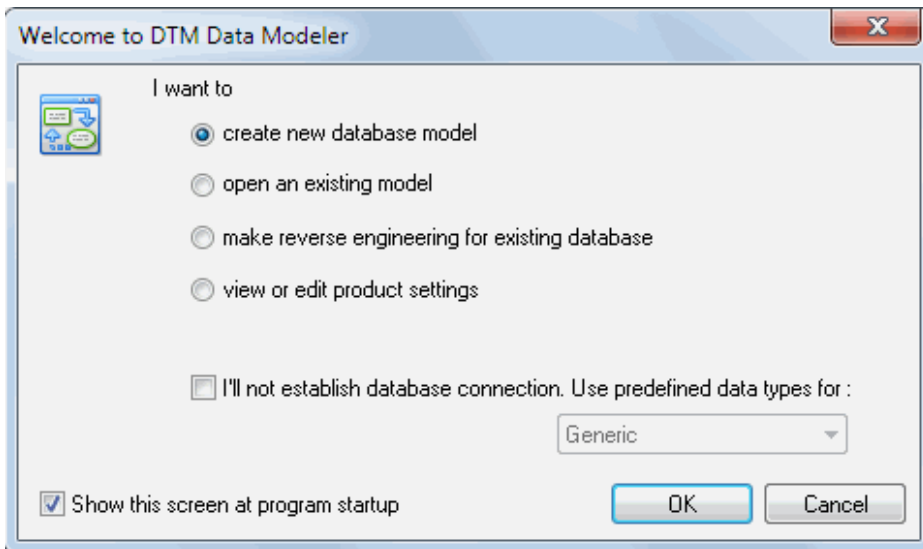 Welcome to DTM Data Modeler
I want to
create new database model
open an existing model
make reverse engineering for existing database
view or edit product settings
I'll not establish database connection. Use predefined data types for :
Generic
Show this screen at program startup
OK
Cancel